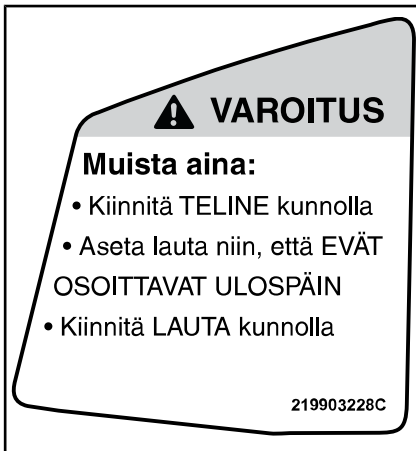 VAROITUS
Muista aina:
• Kiinnitä TELINE kunnolla
• Aseta lauta niin, että EVÄT
OSOITTAVAT ULOSPÄIN
• Kiinnitä LAUTA kunnolla
219903228C